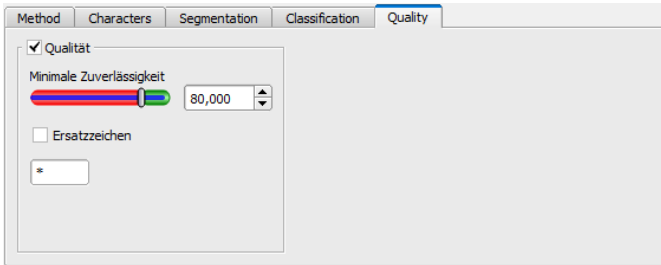 Method Characters Segmentation Classification Quality
Qualität
Minimale Zuverlässigkeit
80,000
Ersatzzeichen
*